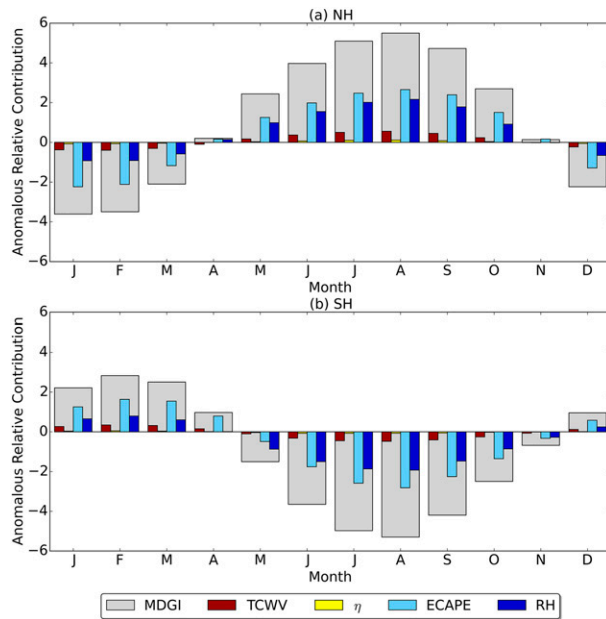 (a) NH
6
4
2
0
−2
−4
−6
Anomalous Relative Contribution
J F M A M J J A S O N D
Month
(b) SH
6
4
2
0
−2
−4
−6
Anomalous Relative Contribution
J F M A M J J A S O N D
Month
MDGI TCWV η ECAPE RH